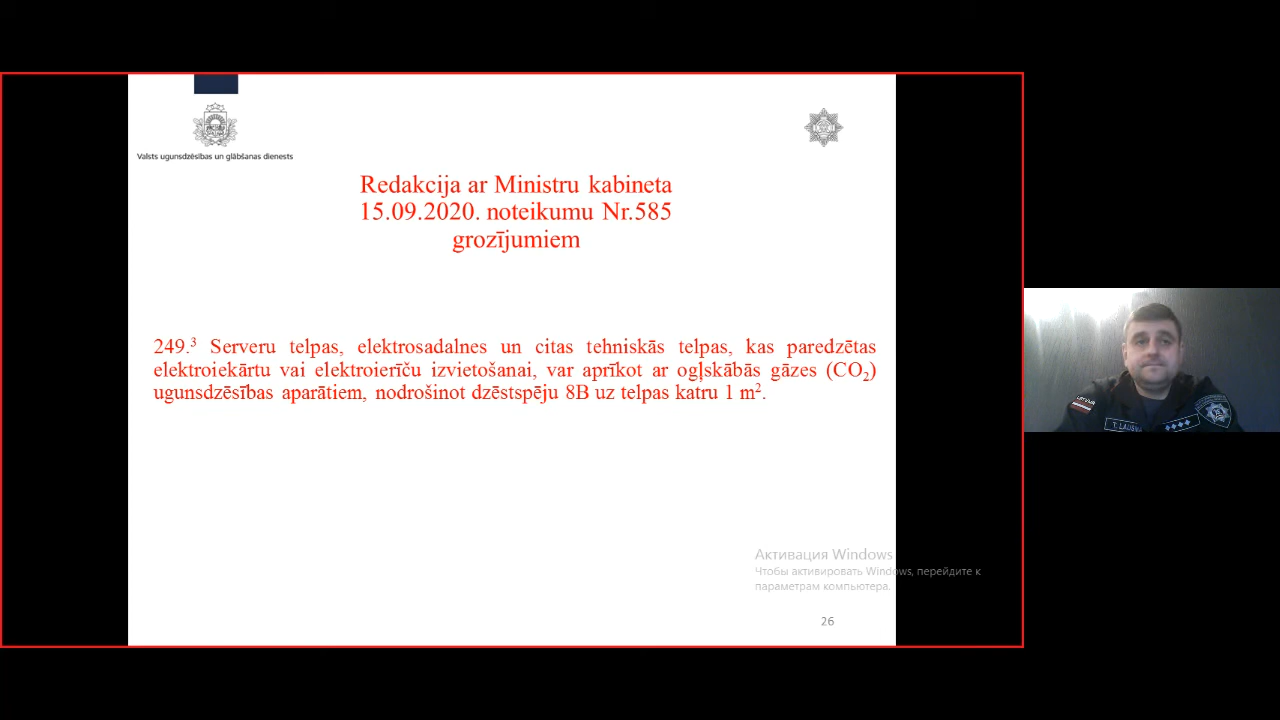 Valsts ugunsdzēsības un glābšanas dienests
Redakcija ar Ministru kabineta
15.09.2020. noteikumu Nr.585
grozījumiem
249.³ Serveru telpas, elektrosadalnes un citas tehniskās telpas, kas paredzētas
elektroiekārtu vai elektroierīču izvietošanai, var aprīkot ar ogļskābās gāzes (CO₂)
ugunsdzēsības aparātiem, nodrošinot dzēstspēju 8B uz telpas katru 1 m².
LATVIJA
Активация Windows
Чтобы активировать Windows, перейдите к
параметрам компьютера.
26